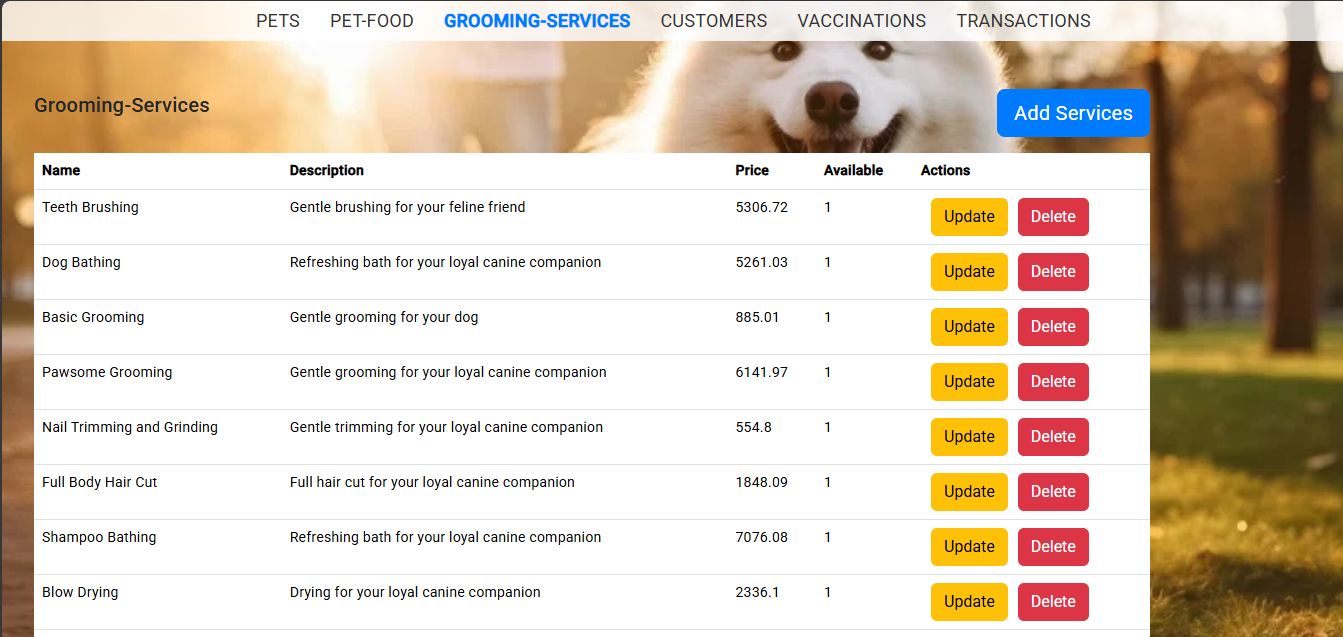 PETS PET-FOOD GROOMING-SERVICES CUSTOMERS VACCINATIONS TRANSACTIONS
Grooming-Services
Add Services
Name Description Price Available Actions
Teeth Brushing Gentle brushing for your feline friend 5306.72 1 Update Delete
Dog Bathing Refreshing bath for your loyal canine companion 5261.03 1 Update Delete
Basic Grooming Gentle grooming for your dog 885.01 1 Update Delete
Pawsome Grooming Gentle grooming for your loyal canine companion 6141.97 1 Update Delete
Nail Trimming and Grinding Gentle trimming for your loyal canine companion 554.8 1 Update Delete
Full Body Hair Cut Full hair cut for your loyal canine companion 1848.09 1 Update Delete
Shampoo Bathing Refreshing bath for your loyal canine companion 7076.08 1 Update Delete
Blow Drying Drying for your loyal canine companion 2336.1 1 Update Delete